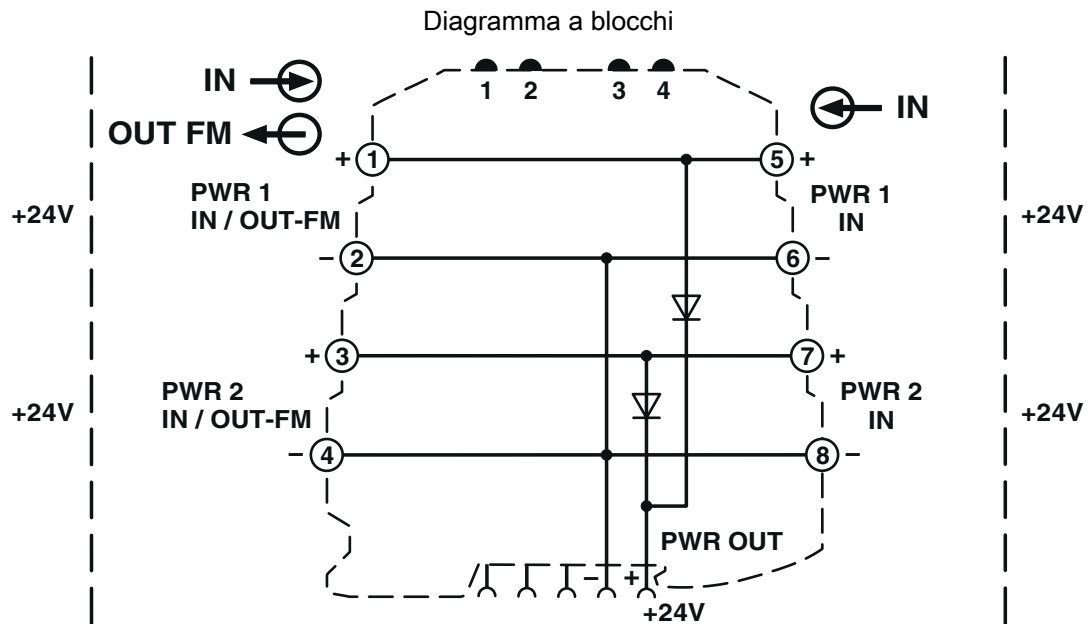 Diagramma a blocchi
IN
OUT FM
1 2 3 4
IN
+ 1
5 +
PWR 1
IN / OUT-FM
PWR 1
IN
+24V
+24V
– 2
6 –
+ 3
7 +
PWR 2
IN / OUT-FM
PWR 2
IN
+24V
+24V
– 4
8 –
PWR OUT
– +
+24V